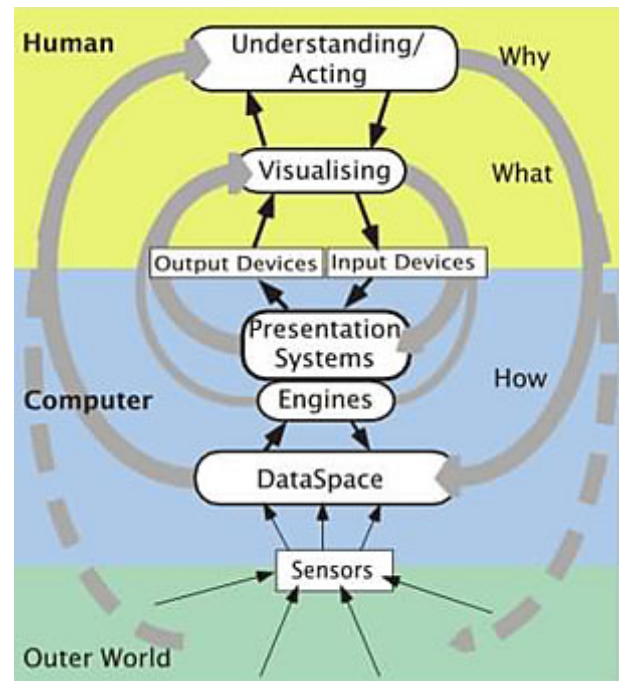 Human
Understanding/
Acting
Why
Visualising
What
Output Devices
Input Devices
Presentation
Systems
How
Engines
Computer
DataSpace
Sensors
Outer World